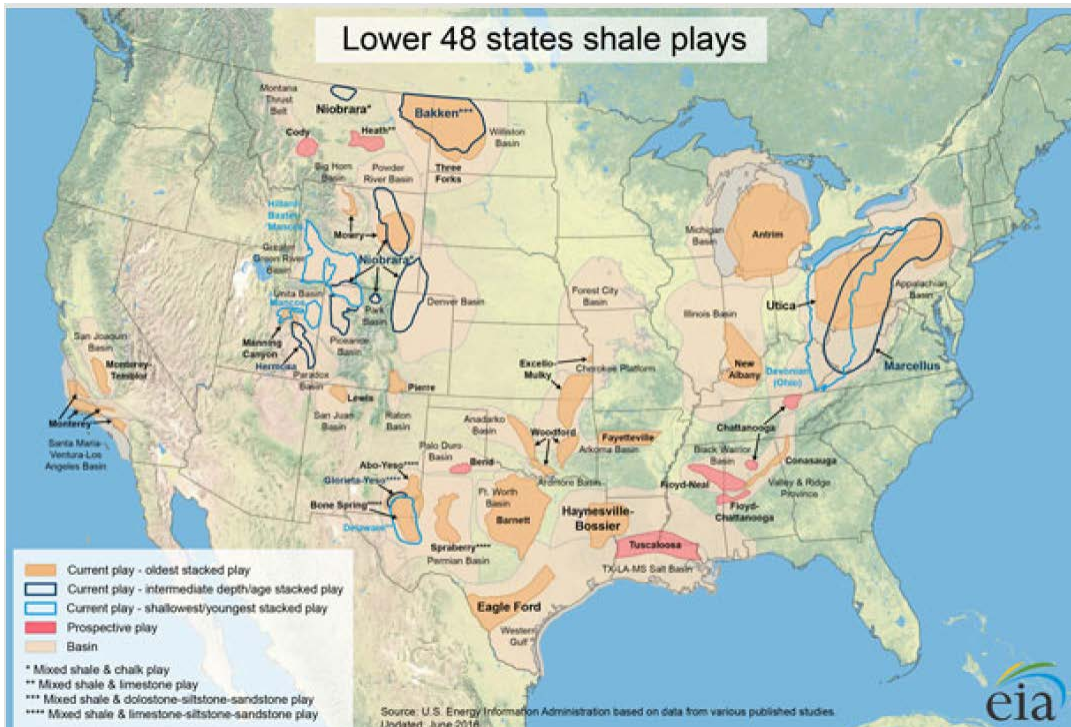 Lower 48 states shale plays
Montana
Thrust
Belt
Niobrara*
Bakken***
Cody
Heath**
Williston
Basin
Big Horn
Basin
Powder
River Basin
Three
Forks
Hilliard-
Baxter-
Mancos
Mowry
Greater
Green River
Basin
Niobrara*
Michigan
Basin
Antrim
Uinta Basin
Mancos
Park
Basin
Denver Basin
Forest City
Basin
Illinois Basin
Utica
Appalachian
Basin
San Joaquin
Basin
Manning
Canyon
Hermosa
Piceance
Basin
Paradox
Basin
Monterey-
Temblor
Excello-
Mulky
Cherokee Platform
New
Albany
Devonian
(Ohio)
Marcellus
Lewis
Pierre
Monterey
San Juan
Basin
Raton
Basin
Anadarko
Basin
Woodford
Fayetteville
Arkoma Basin
Chattanooga
Santa Maria-
Ventura-Los
Angeles Basin
Palo Duro
Basin
Bend
Ardmore Basin
Black Warrior
Basin
Conasauga
Valley & Ridge
Province
Abo-Yeso****
Glorieta-Yeso****
Bone Spring****
Delaware
Ft. Worth
Basin
Barnett
Haynesville-
Bossier
Floyd-Neal
Floyd-
Chattanooga
Spraberry****
Permian Basin
Tuscaloosa
TX-LA-MS Salt Basin
Eagle Ford
Western
Gulf
Current play - oldest stacked play
Current play - intermediate depth/age stacked play
Current play - shallowest/youngest stacked play
Prospective play
Basin
* Mixed shale & chalk play
** Mixed shale & limestone play
*** Mixed shale & dolostone-siltstone-sandstone play
**** Mixed shale & limestone-siltstone-sandstone play
Source: U.S. Energy Information Administration based on data from various published studies.
Updated: June 2016
eia